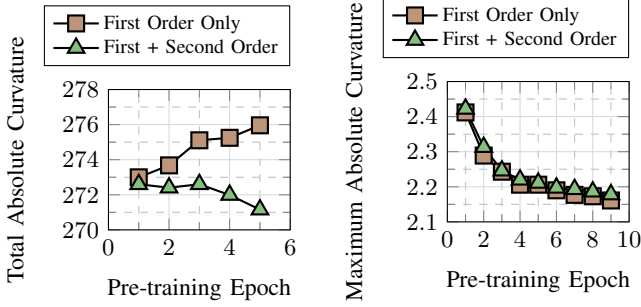 First Order Only
First + Second Order
Total Absolute Curvature
278
276
274
272
270
0 2 4 6
Pre-training Epoch
First Order Only
First + Second Order
Maximum Absolute Curvature
2.5
2.4
2.3
2.2
2.1
0 2 4 6 8 10
Pre-training Epoch